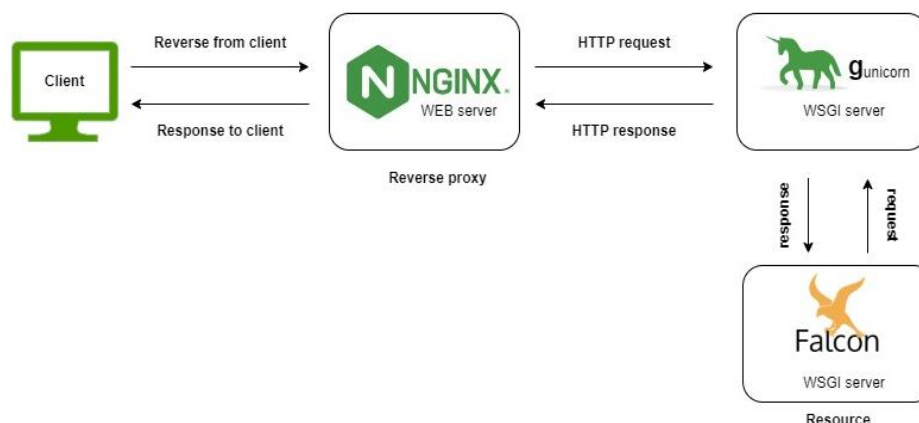 Client
Reverse from client
Response to client
NGINX.
WEB server
Reverse proxy
HTTP request
HTTP response
gunicorn
WSGI server
response
request
Falcon
WSGI server
Resource